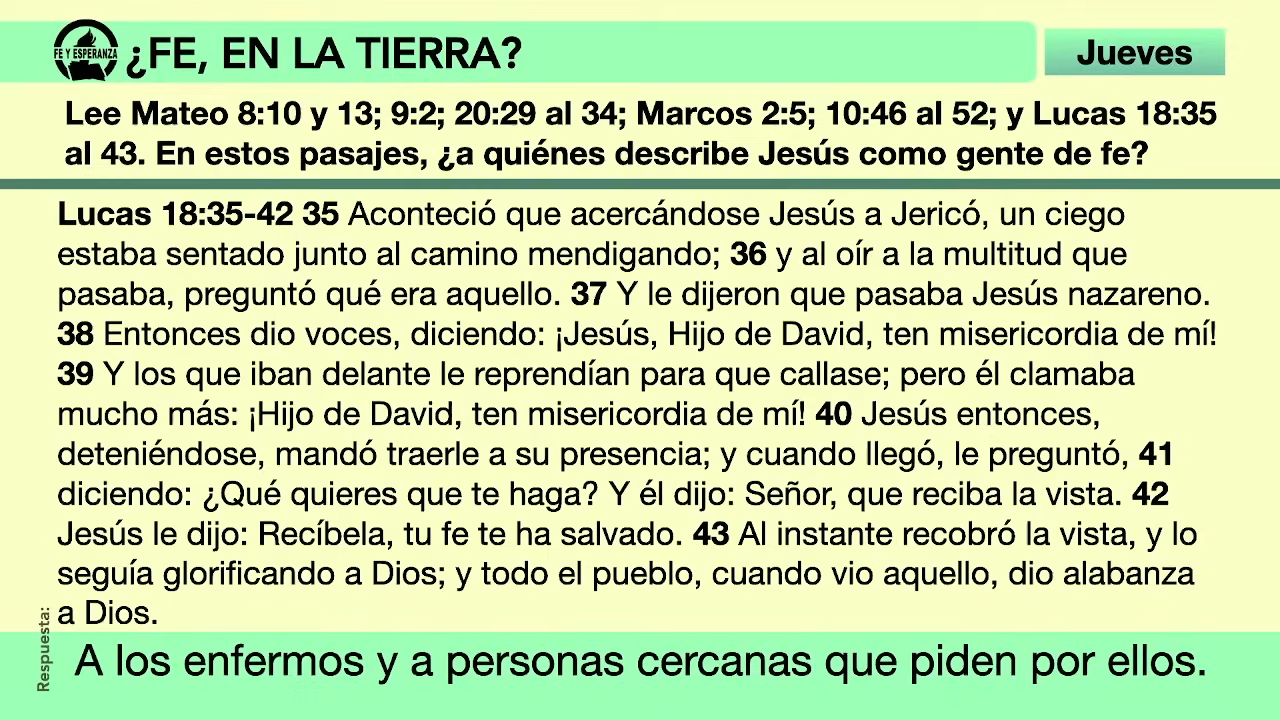 FE Y ESPERANZA
¿FE, EN LA TIERRA?
Jueves
Lee Mateo 8:10 y 13; 9:2; 20:29 al 34; Marcos 2:5; 10:46 al 52; y Lucas 18:35
al 43. En estos pasajes, ¿a quiénes describe Jesús como gente de fe?
Lucas 18:35-42 35 Aconteció que acercándose Jesús a Jericó, un ciego
estaba sentado junto al camino mendigando; 36 y al oír a la multitud que
pasaba, preguntó qué era aquello. 37 Y le dijeron que pasaba Jesús nazareno.
38 Entonces dio voces, diciendo: ¡Jesús, Hijo de David, ten misericordia de mí!
39 Y los que iban delante le reprendían para que callase; pero él clamaba
mucho más: ¡Hijo de David, ten misericordia de mí! 40 Jesús entonces,
deteniéndose, mandó traerle a su presencia; y cuando llegó, le preguntó, 41
diciendo: ¿Qué quieres que te haga? Y él dijo: Señor, que reciba la vista. 42
Jesús le dijo: Recíbela, tu fe te ha salvado. 43 Al instante recobró la vista, y lo
seguía glorificando a Dios; y todo el pueblo, cuando vio aquello, dio alabanza
a Dios.
Respuesta:
A los enfermos y a personas cercanas que piden por ellos.